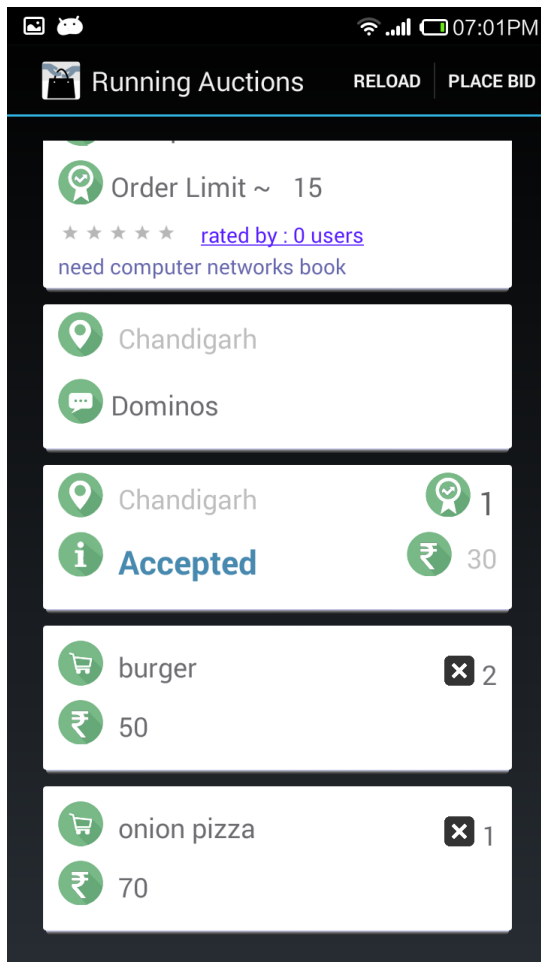 07:01PM
Running Auctions RELOAD PLACE BID
Order Limit ~ 15
rated by : 0 users
need computer networks book
Chandigarh
Dominos
Chandigarh 1
Accepted ₹ 30
burger 2
₹ 50
onion pizza 1
₹ 70